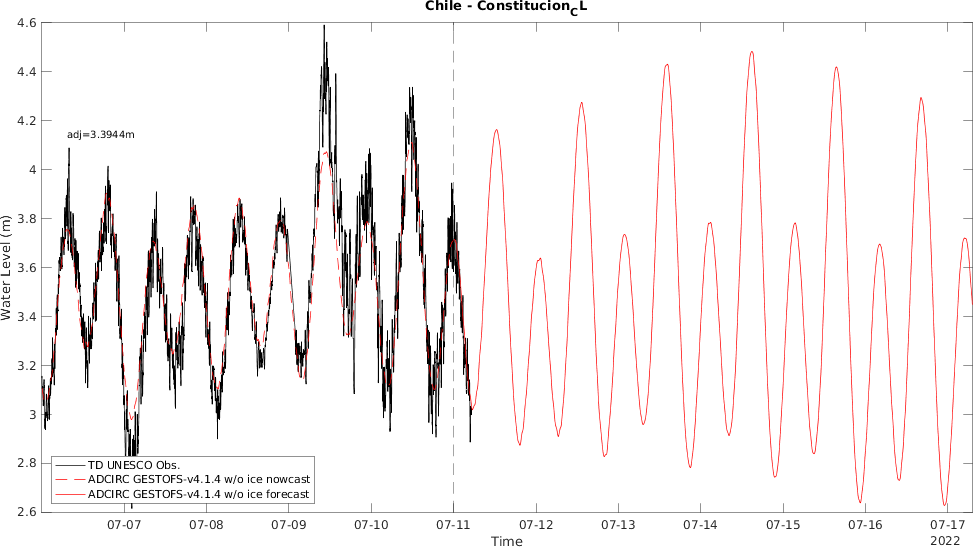 Chile - Constitucion_CL
4.6
4.4
4.2
4
3.8
3.6
3.4
3.2
3
2.8
2.6
Water Level (m)
adj=3.3944m
TD UNESCO Obs.
ADCIRC GESTOFS-v4.1.4 w/o ice nowcast
ADCIRC GESTOFS-v4.1.4 w/o ice forecast
07-07 07-08 07-09 07-10 07-11 07-12 07-13 07-14 07-15 07-16 07-17
Time 2022